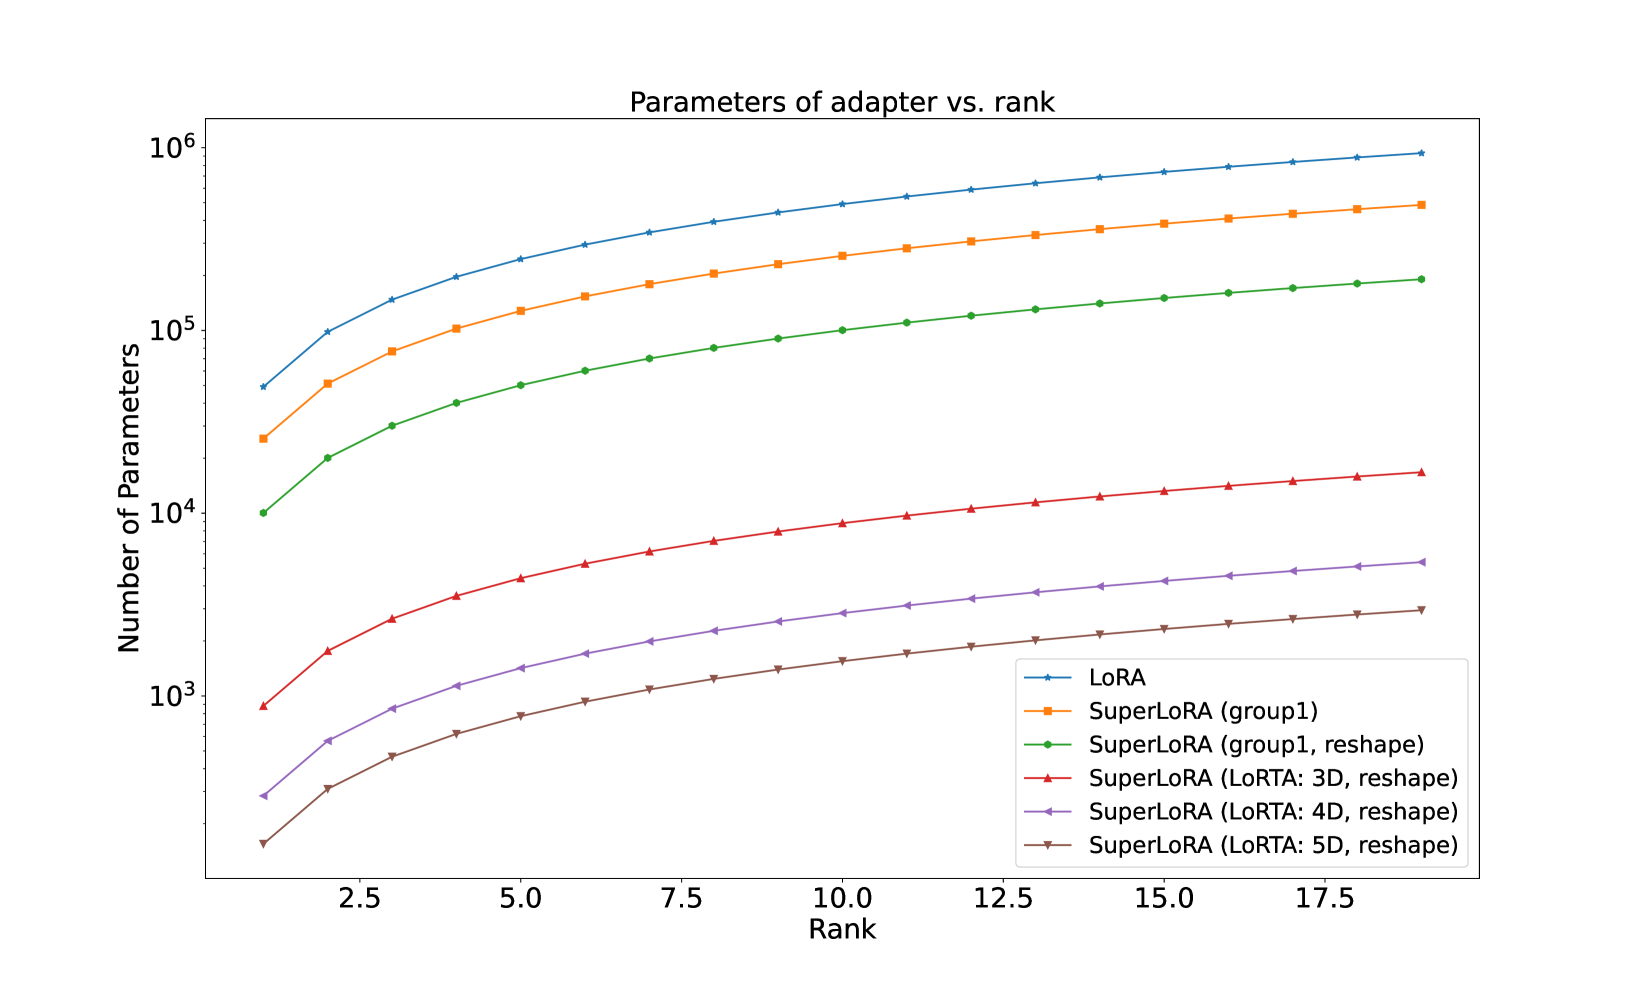 Parameters of adapter vs. rank
Number of Parameters
10^6
10^5
10^4
10^3
2.5 5.0 7.5 10.0 12.5 15.0 17.5
Rank
LoRA
SuperLoRA (group1)
SuperLoRA (group1, reshape)
SuperLoRA (LoRTA: 3D, reshape)
SuperLoRA (LoRTA: 4D, reshape)
SuperLoRA (LoRTA: 5D, reshape)